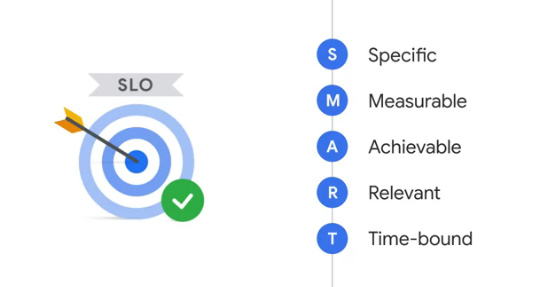 SLO
S Specific
M Measurable
A Achievable
R Relevant
T Time-bound